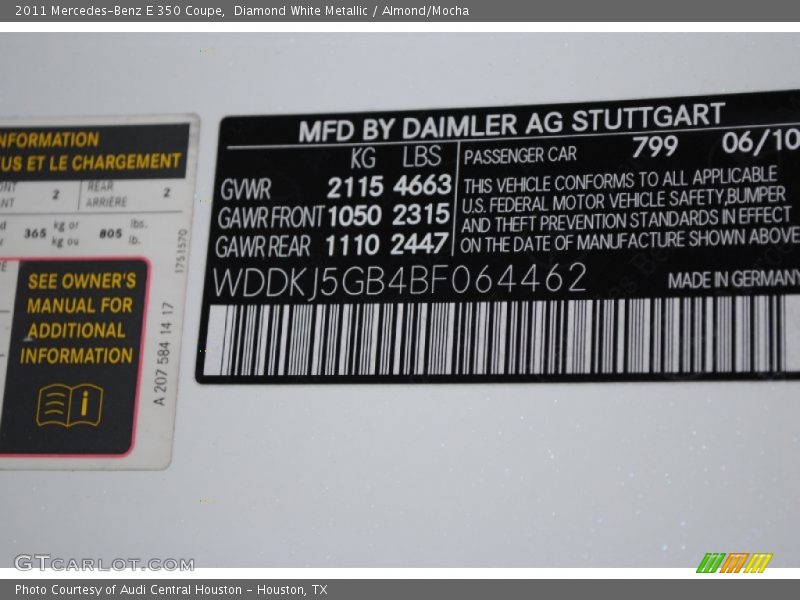 2011 Mercedes-Benz E 350 Coupe, Diamond White Metallic / Almond/Mocha
NFORMATION
US ET LE CHARGEMENT
2
REAR
ARRIÈRE
2
365 kg or
kg ou
805 lbs.
lb.
1751570
SEE OWNER'S
MANUAL FOR
ADDITIONAL
INFORMATION
A 207 584 14 17
MFD BY DAIMLER AG STUTTGART
KG LBS
GVWR 2115 4663
GAWR FRONT 1050 2315
GAWR REAR 1110 2447
PASSENGER CAR 799 06/10
THIS VEHICLE CONFORMS TO ALL APPLICABLE
U.S. FEDERAL MOTOR VEHICLE SAFETY,BUMPER
AND THEFT PREVENTION STANDARDS IN EFFECT
ON THE DATE OF MANUFACTURE SHOWN ABOVE
WDDKJ5GB4BF064462
MADE IN GERMANY
GTCARLOT.COM
Photo Courtesy of Audi Central Houston - Houston, TX